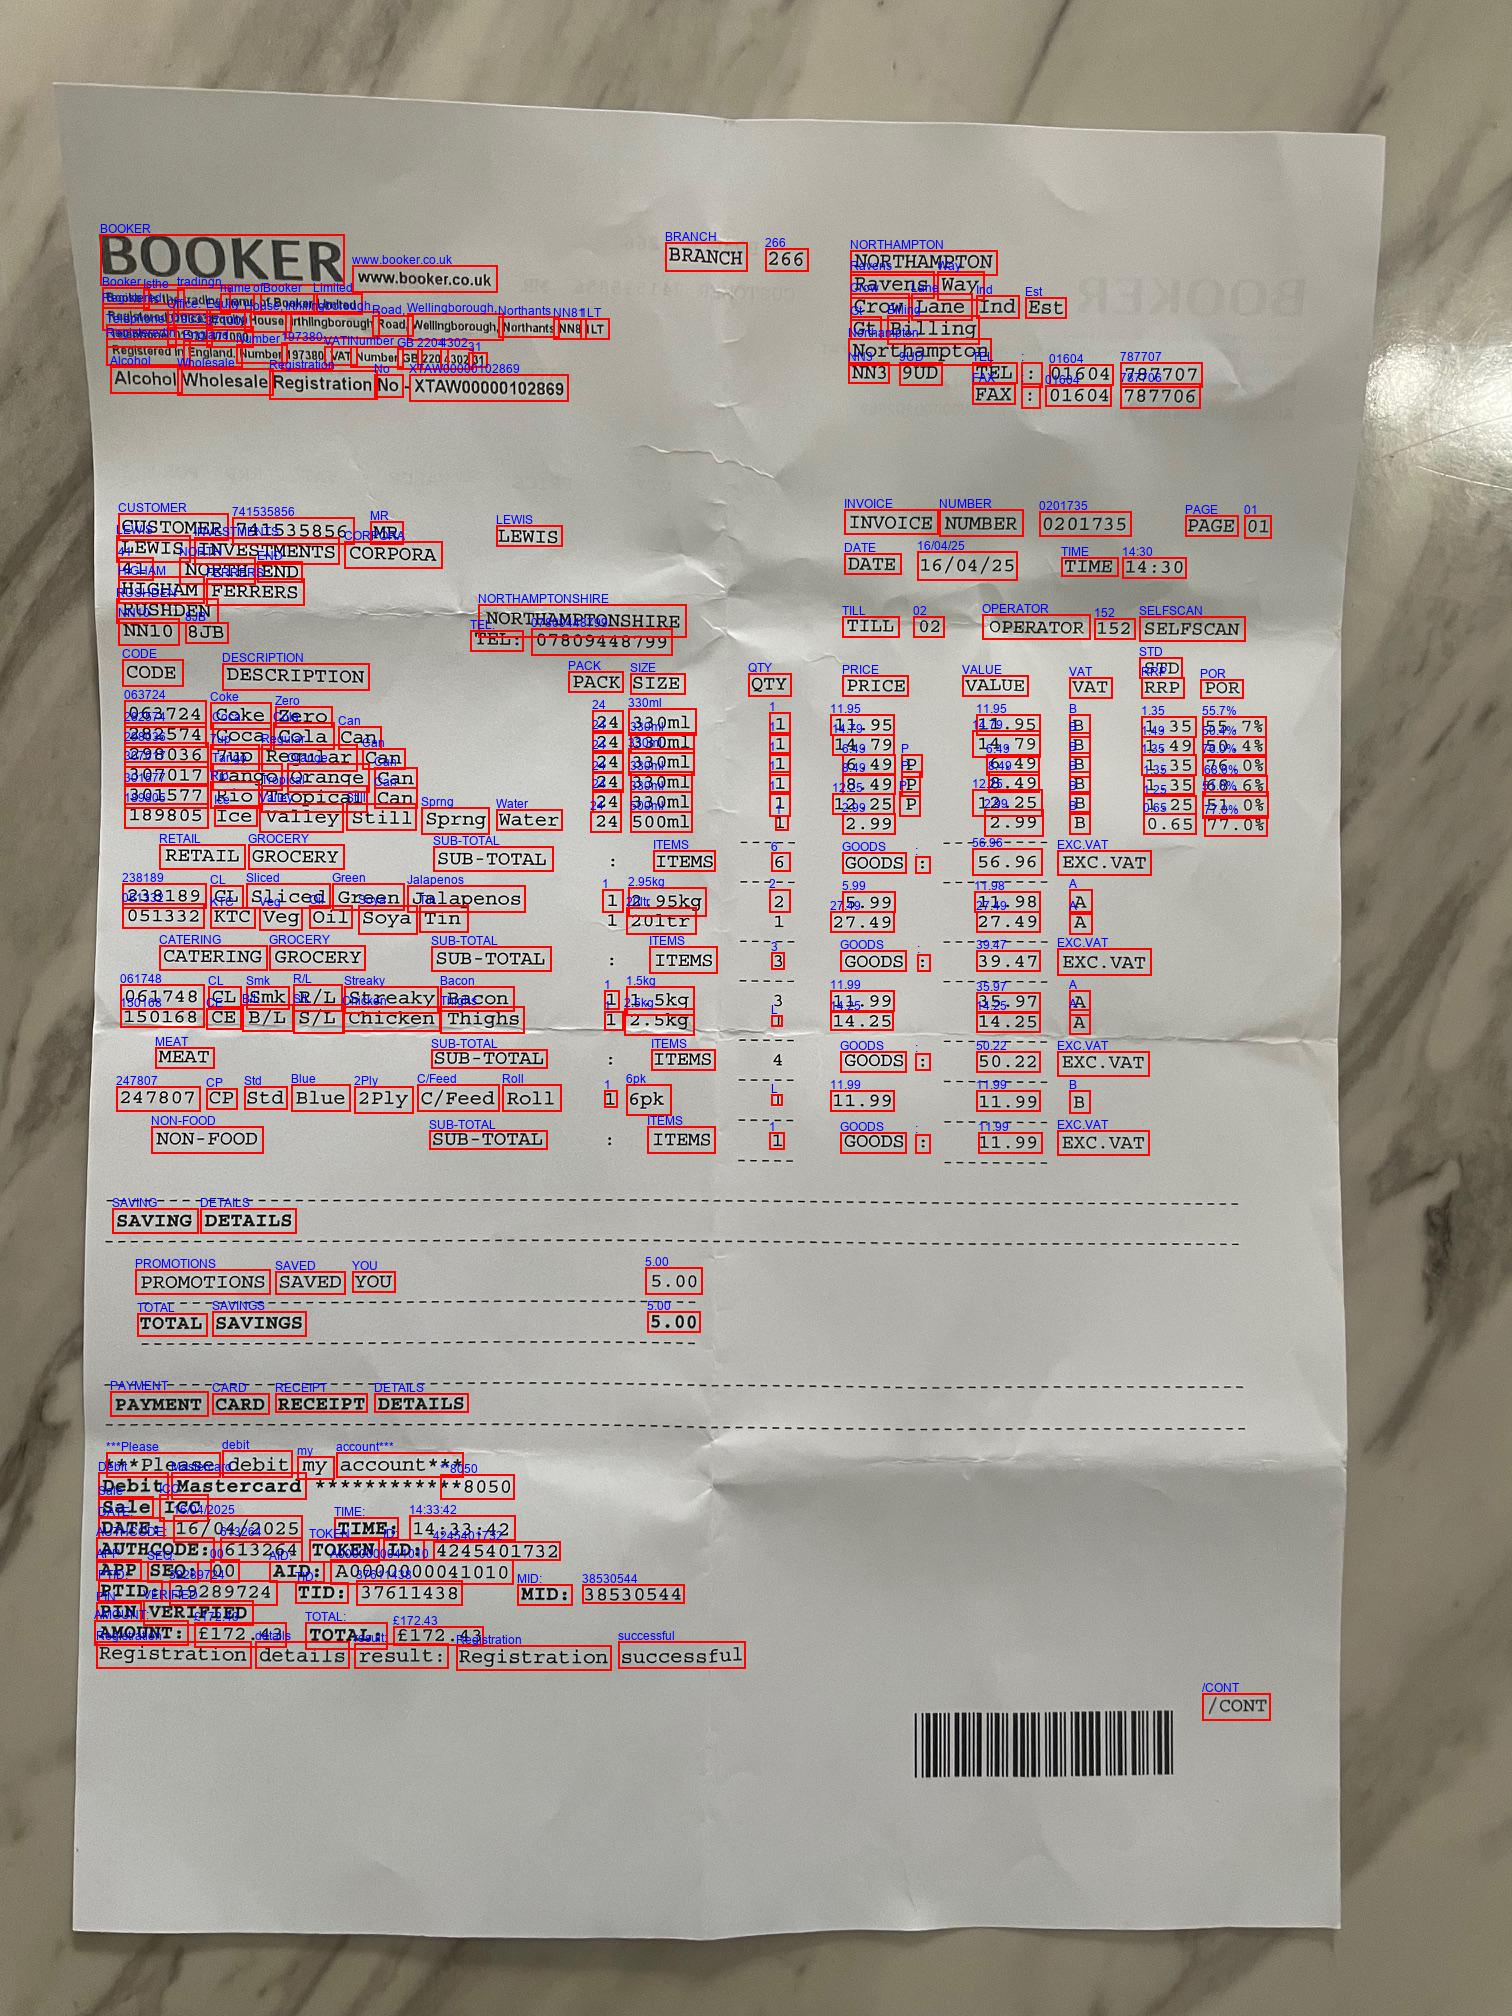 BOOKER www.booker.co.uk BRANCH 266 NORTHAMPTON
Booker is the trading name of Booker Limited Ravens Way
Registered Office: Equity House, Irthlingborough Road, Wellingborough, Northants NN8 1LT Crow Lane Ind Est
Gt Billing
Registered in England. Number 197380 VAT Number GB 220 4302 31 Northampton
Alcohol Wholesale Registration No - XTAW00000102869 NN3 9UD TEL : 01604 787707
FAX : 01604 787706
CUSTOMER 741535856 MR LEWIS INVOICE NUMBER 0201735 PAGE 01
LEWIS INVESTMENTS CORPORA
41 NORTH END DATE 16/04/25 TIME 14:30
HIGHAM FERRERS
RUSHDEN NORTHAMPTONSHIRE
NN10 8JB TEL: 07809448799 TILL 02 OPERATOR 152 SELFSCAN
STD
CODE DESCRIPTION PACK SIZE QTY PRICE VALUE VAT RRP POR
063724 Coke Zero 24 330ml 1 11.95 11.95 B 1.35 55.7%
282574 Coca Cola Can 24 330ml 1 14.79 14.79 B 1.49 50.4%
298036 7up Regular Can 24 330ml 1 6.49 P 6.49 B 1.35 76.0%
307017 Tango Orange Can 24 330ml 1 8.49 P 8.49 B 1.35 68.6%
301577 Rio Tropical Can 24 330ml 1 12.25 P 12.25 B 1.25 51.0%
189805 Ice Valley Still Sprng Water 24 500ml 1 2.99 2.99 B 0.65 77.0%
RETAIL GROCERY SUB-TOTAL : ITEMS 6 GOODS : 56.96 EXC.VAT
238189 CL Sliced Green Jalapenos 1 2.95kg 2 5.99 11.98 A
051332 KTC Veg Oil Soya Tin 1 20ltr 1 27.49 27.49 A
CATERING GROCERY SUB-TOTAL : ITEMS 3 GOODS : 39.47 EXC.VAT
061748 CL Smk R/L Streaky Bacon 1 1.5kg 3 11.99 35.97 A
150168 CE B/L S/L Chicken Thighs 1 2.5kg 1 14.25 14.25 A
MEAT SUB-TOTAL : ITEMS 4 GOODS : 50.22 EXC.VAT
247807 CP Std Blue 2Ply C/Feed Roll 1 6pk 1 11.99 11.99 B
NON-FOOD SUB-TOTAL : ITEMS 1 GOODS : 11.99 EXC.VAT
SAVING DETAILS
PROMOTIONS SAVED YOU 5.00
TOTAL SAVINGS 5.00
PAYMENT CARD RECEIPT DETAILS
***Please debit my account***
Debit Mastercard ************8050
Sale ICC
DATE: 16/04/2025 TIME: 14:33:42
AUTHCODE: 613264 TOKEN ID: 4245401732
APP SEQ: 00 AID: A0000000041010
PTID: 39289724 TID: 37611438 MID: 38530544
PIN VERIFIED
AMOUNT: £172.43 TOTAL: £172.43
Registration details result: Registration successful
/CONT